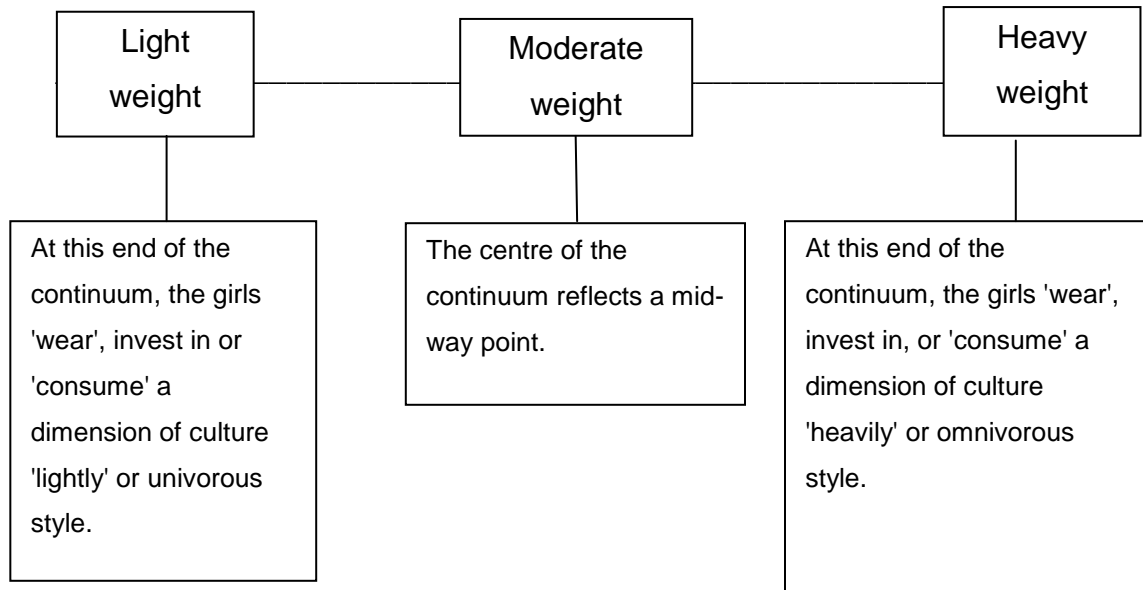 Light
weight
Moderate
weight
Heavy
weight
At this end of the
continuum, the girls
'wear', invest in or
'consume' a
dimension of culture
'lightly' or univorous
style.
The centre of the
continuum reflects a mid-
way point.
At this end of the
continuum, the girls 'wear',
invest in, or 'consume' a
dimension of culture
'heavily' or omnivorous
style.